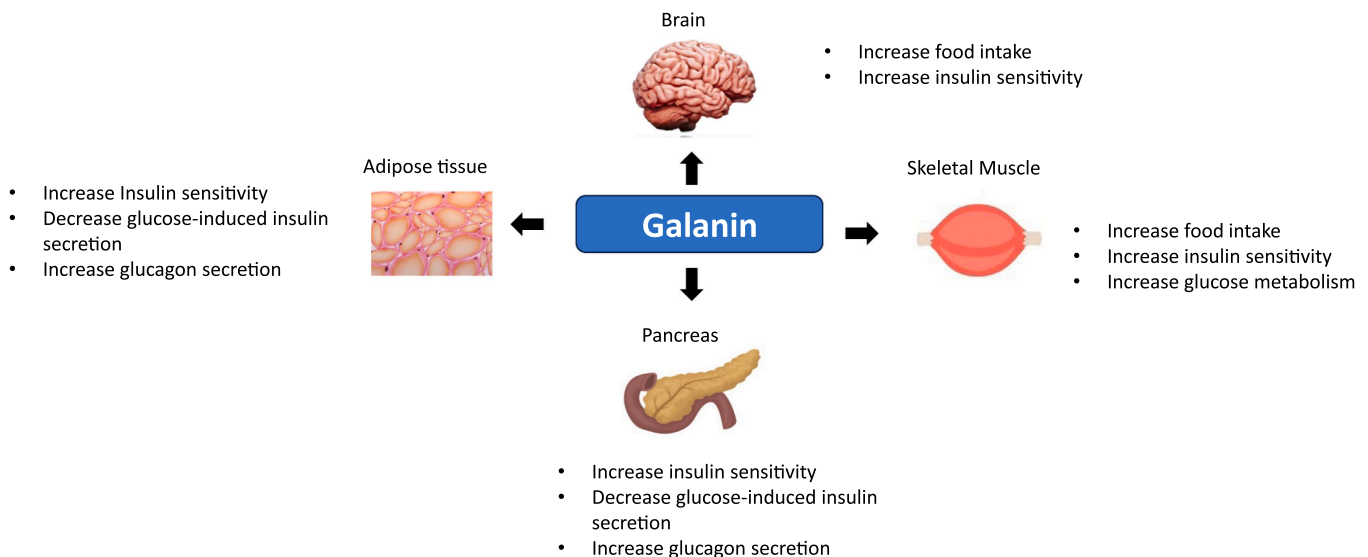 Brain
• Increase food intake
• Increase insulin sensitivity
Adipose tissue
• Increase Insulin sensitivity
• Decrease glucose-induced insulin
secretion
• Increase glucagon secretion
Galanin
Skeletal Muscle
• Increase food intake
• Increase insulin sensitivity
• Increase glucose metabolism
Pancreas
• Increase insulin sensitivity
• Decrease glucose-induced insulin
secretion
• Increase glucagon secretion